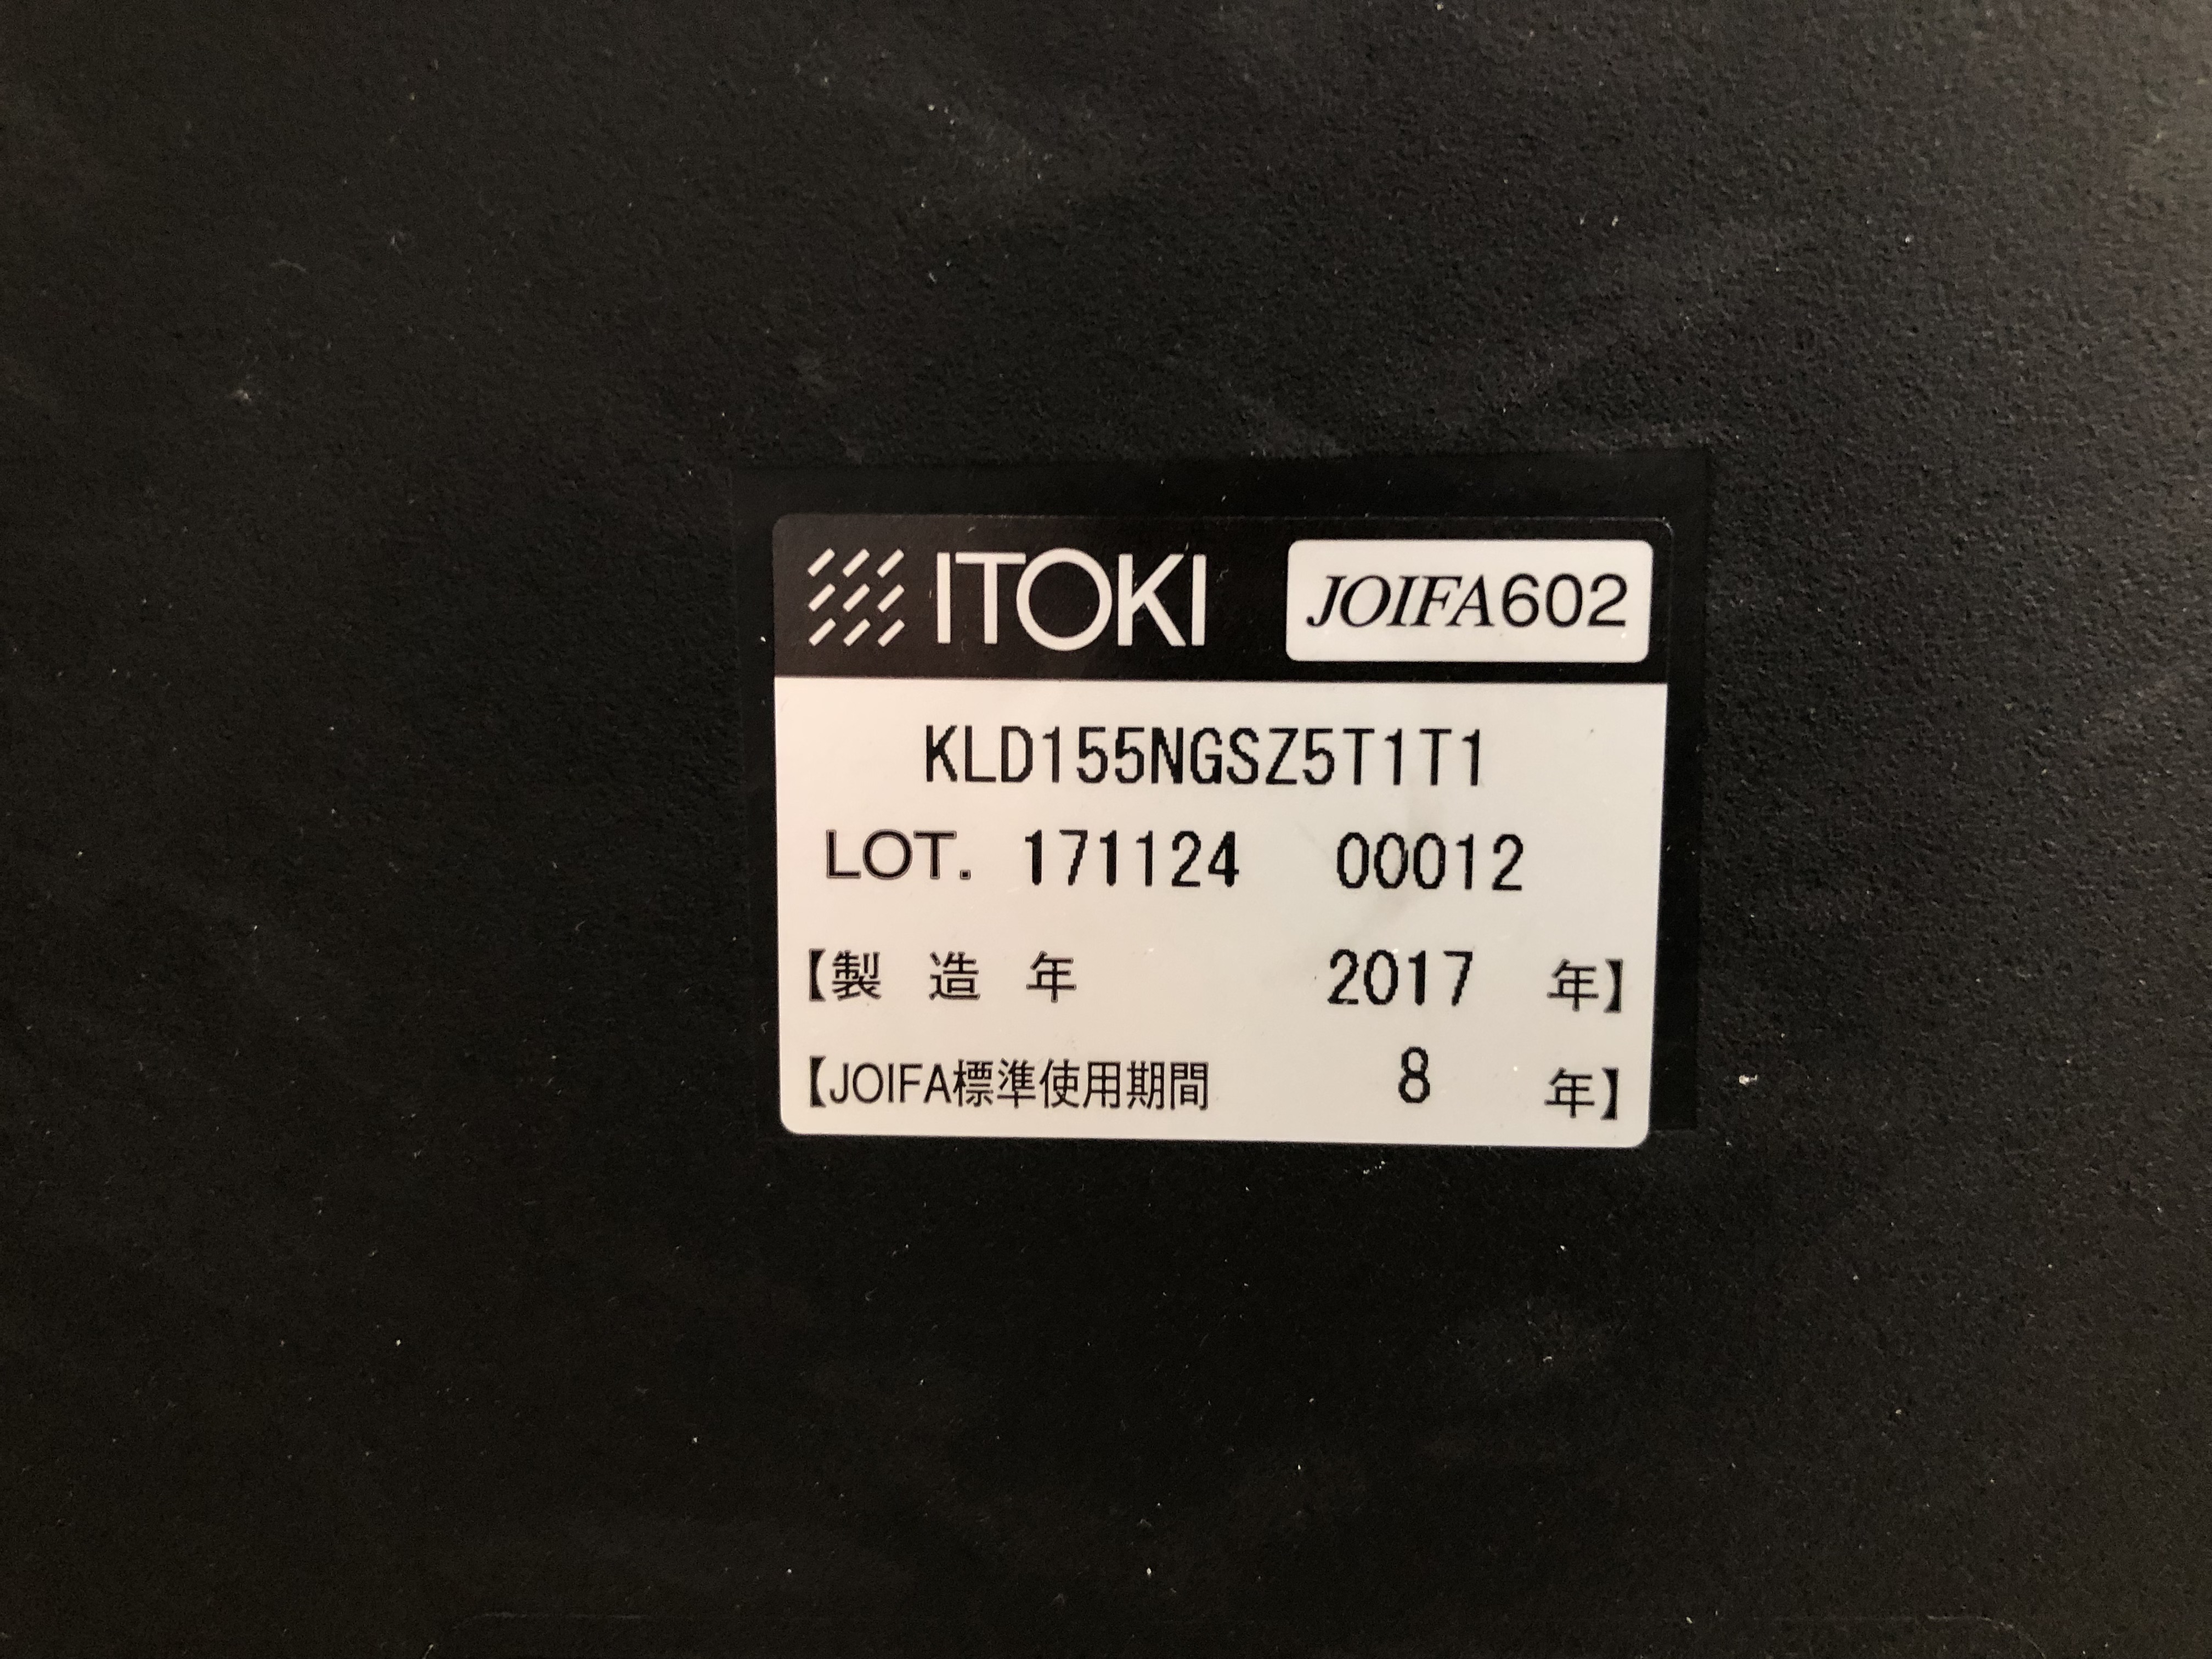 ITOKI JOIFA602
KLD155NGSZ5T1T1
LOT. 171124 00012
【製造年 2017 年】
【JOIFA標準使用期間 8 年】